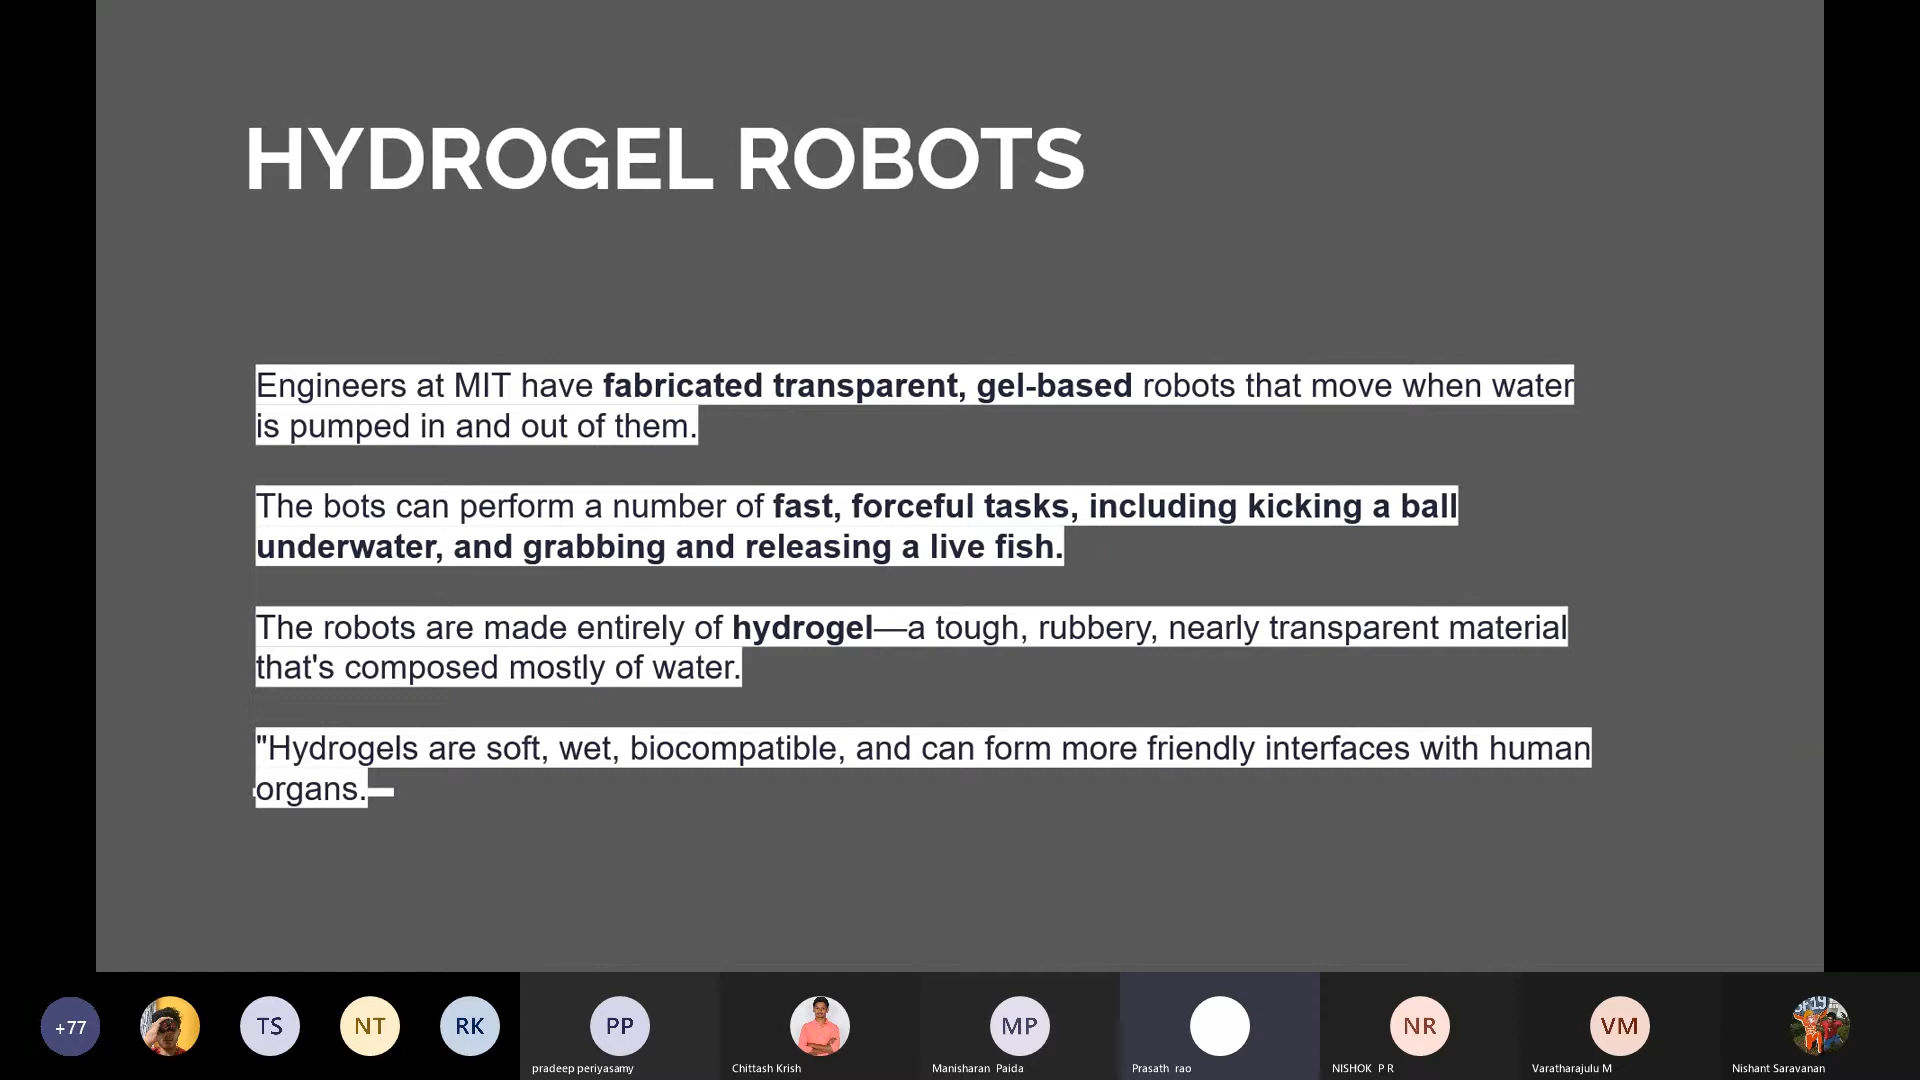 HYDROGEL ROBOTS
Engineers at MIT have fabricated transparent, gel-based robots that move when water
is pumped in and out of them.
The bots can perform a number of fast, forceful tasks, including kicking a ball
underwater, and grabbing and releasing a live fish.
The robots are made entirely of hydrogel—a tough, rubbery, nearly transparent material
that's composed mostly of water.
"Hydrogels are soft, wet, biocompatible, and can form more friendly interfaces with human
organs.
+77
TS
NT
RK
PP
MP
NR
VM
pradeep periyasamy
Chittash Krish
Manisharan Paida
Prasath rao
NISHOK P R
Varatharajulu M
Nishant Saravanan